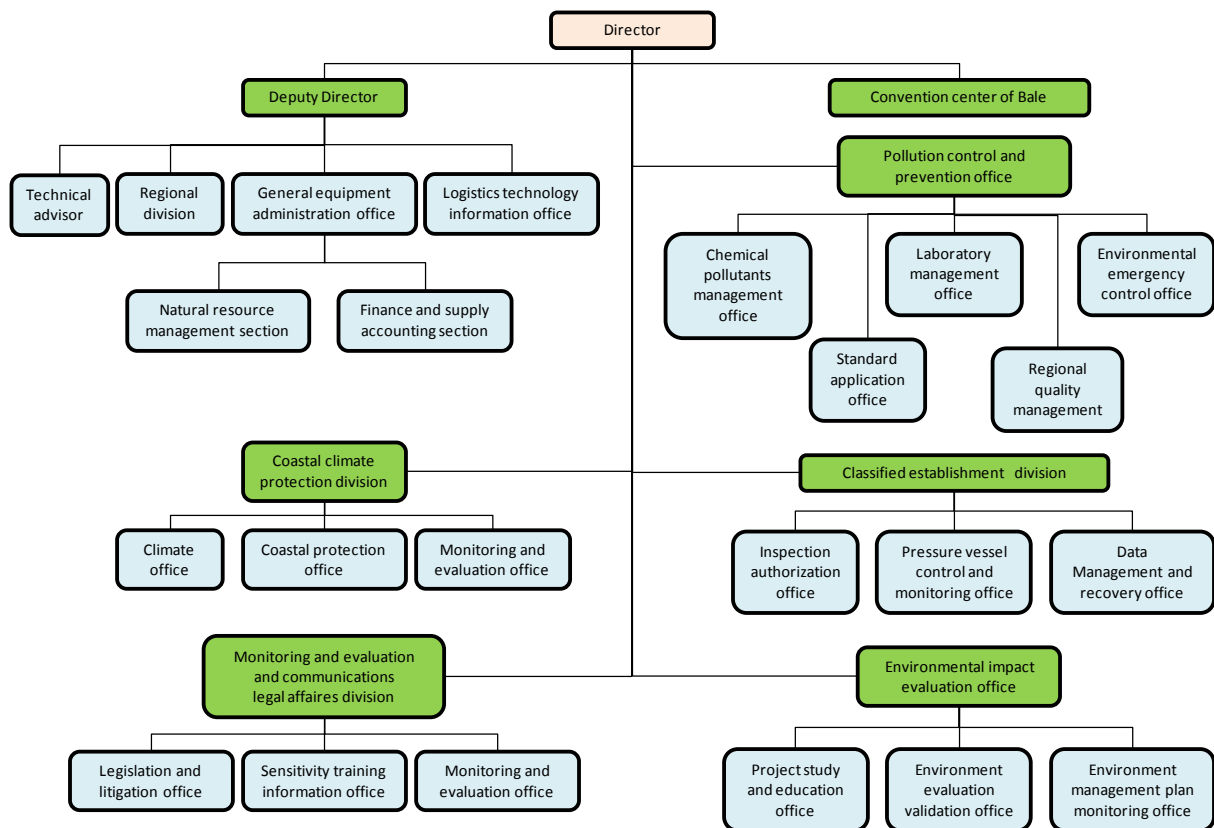 Director
Deputy Director
Convention center of Bale
Pollution control and
prevention office
Technical
advisor
Regional
division
General equipment
administration office
Logistics technology
information office
Natural resource
management section
Finance and supply
accounting section
Chemical
pollutants
management
office
Laboratory
management
office
Environmental
emergency
control office
Standard
application
office
Regional
quality
management
Coastal climate
protection division
Classified establishment division
Climate
office
Coastal protection
office
Monitoring and
evaluation office
Inspection
authorization
office
Pressure vessel
control and
monitoring office
Data
Management and
recovery office
Monitoring and evaluation
and communications
legal affaires division
Environmental impact
evaluation office
Legislation and
litigation office
Sensitivity training
information office
Monitoring and
evaluation office
Project study
and education
office
Environment
evaluation
validation office
Environment
management plan
monitoring office